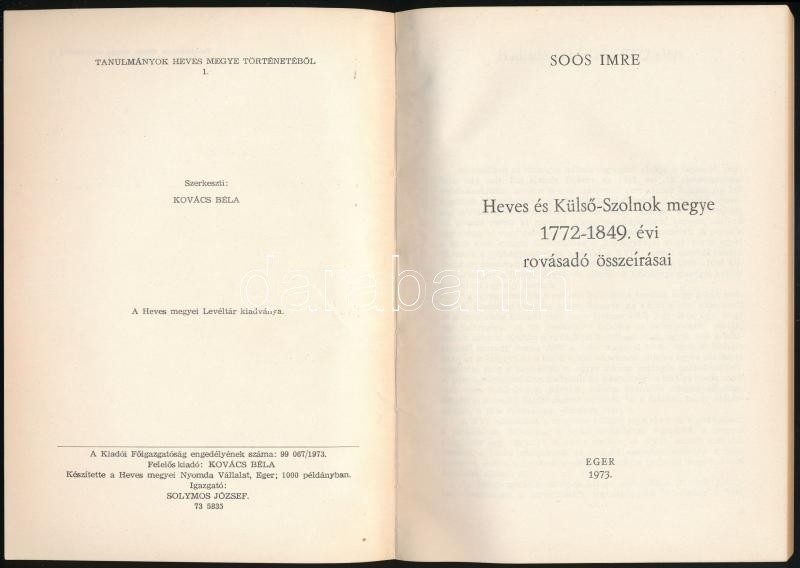 TANULMÁNYOK HEVES MEGYE TÖRTÉNETÉBŐL
1.
Szerkeszti:
KOVÁCS BÉLA
A Heves megyei Levéltár kiadványa.
A Kiadói Főigazgatóság engedélyének száma: 99 067/1973.
Felelős kiadó: KOVÁCS BÉLA
Készítette a Heves megyei Nyomda Vállalat, Eger; 1000 példányban.
Igazgató:
SOLYMOS JÓZSEF.
73 5835
SOÓS IMRE
Heves és Külső-Szolnok megye
1772-1849. évi
rovásadó összeírásai
EGER
1973.
darabanth